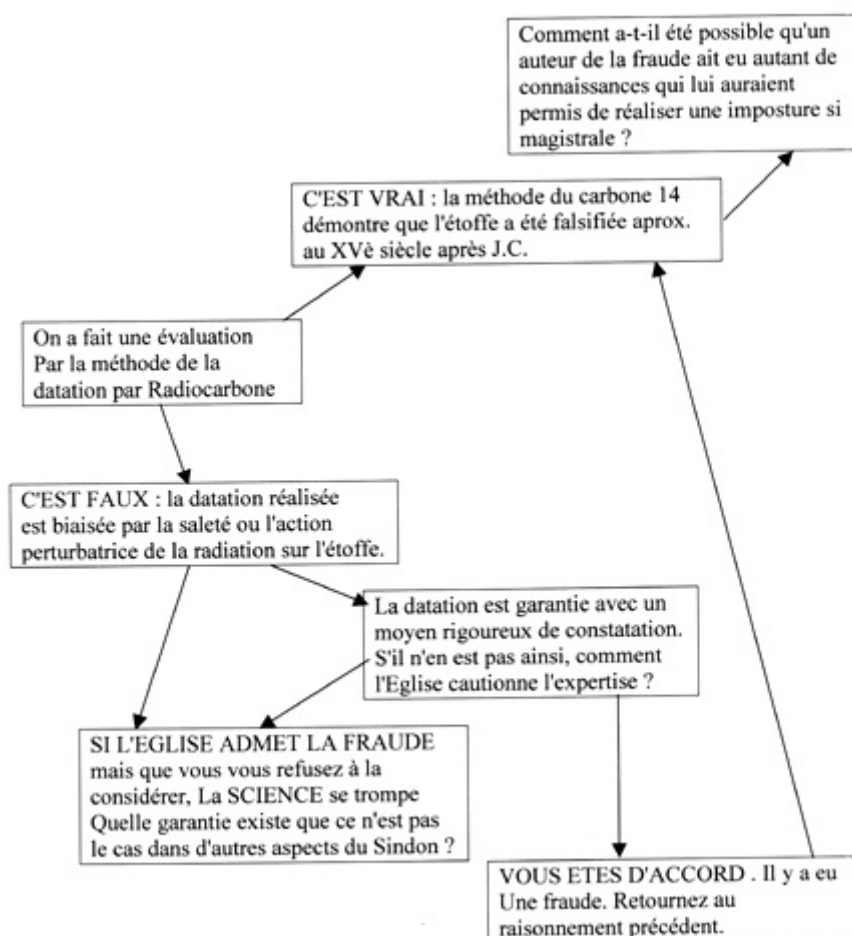 Comment a-t-il été possible qu'un
auteur de la fraude ait eu autant de
connaissances qui lui auraient
permis de réaliser une imposture si
magistrale ?
C'EST VRAI : la méthode du carbone 14
démontre que l'étoffe a été falsifiée aprox.
au XVè siècle après J.C.
On a fait une évaluation
Par la méthode de la
datation par Radiocarbone
C'EST FAUX : la datation réalisée
est biaisée par la saleté ou l'action
perturbatrice de la radiation sur l'étoffe.
La datation est garantie avec un
moyen rigoureux de constatation.
S'il n'en est pas ainsi, comment
l'Eglise cautionne l'expertise ?
SI L'EGLISE ADMET LA FRAUDE
mais que vous vous refusez à la
considérer, La SCIENCE se trompe
Quelle garantie existe que ce n'est pas
le cas dans d'autres aspects du Sindon ?
VOUS ETES D'ACCORD . Il y a eu
Une fraude. Retournez au
raisonnement précédent.